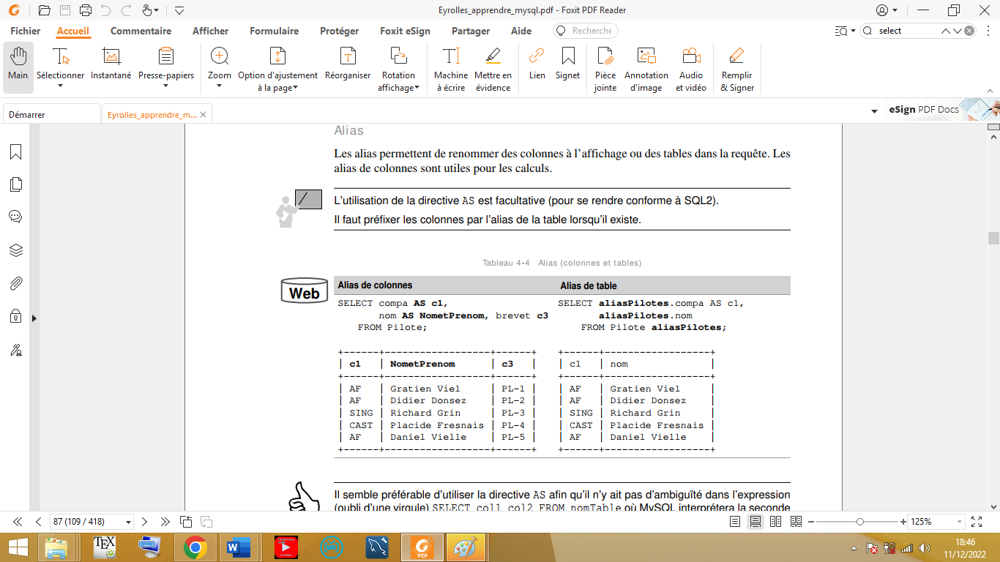 Eyrolles_apprendre_mysql.pdf - Foxit PDF Reader
Fichier Accueil Commentaire Afficher Formulaire Protéger Foxit eSign Partager Aide Recherche select
Main Sélectionner Instantané Presse-papiers Zoom Option d'ajustement à la page Réorganiser Rotation affichage Machine à écrire Mettre en évidence Lien Signet Pièce jointe Annotation d'image Audio et vidéo Remplir & Signer
Démarrer Eyrolles_apprendre_m... eSign PDF Docs
Alias
Les alias permettent de renommer des colonnes à l'affichage ou des tables dans la requête. Les
alias de colonnes sont utiles pour les calculs.
L'utilisation de la directive AS est facultative (pour se rendre conforme à SQL2).
Il faut préfixer les colonnes par l'alias de la table lorsqu'il existe.
Tableau 4-4 Alias (colonnes et tables)
Web
Alias de colonnes Alias de table
SELECT compa AS c1, SELECT aliasPilotes.compa AS c1,
nom AS NometPrenom, brevet c3 aliasPilotes.nom
FROM Pilote; FROM Pilote aliasPilotes;
+------+------------------+------+ +------+------------------+
| c1 | NometPrenom | c3 | | c1 | nom |
+------+------------------+------+ +------+------------------+
| AF | Gratien Viel | PL-1 | | AF | Gratien Viel |
| AF | Didier Donsez | PL-2 | | AF | Didier Donsez |
| SING | Richard Grin | PL-3 | | SING | Richard Grin |
| CAST | Placide Fresnais | PL-4 | | CAST | Placide Fresnais |
| AF | Daniel Vielle | PL-5 | | AF | Daniel Vielle |
+------+------------------+------+ +------+------------------+
Il semble préférable d'utiliser la directive AS afin qu'il n'y ait pas d'ambiguïté dans l'expression
(oubli d'une virgule) SELECT col1 col2 FROM nomTable où MySQL interprétera la seconde
87 (109 / 418) 125%
TEX W PDF
18:46
11/12/2022